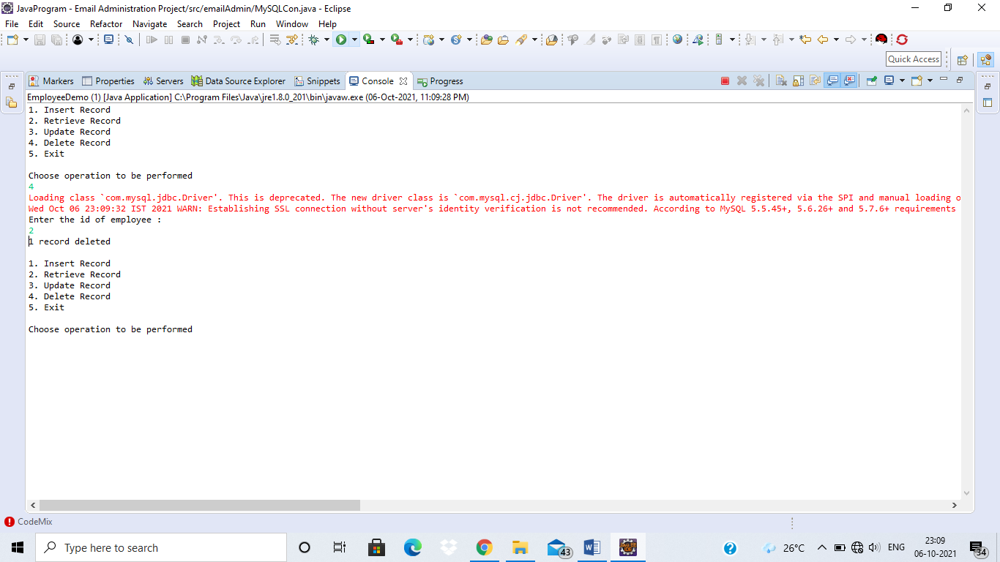 JavaProgram - Email Administration Project/src/emailAdmin/MySQLCon.java - Eclipse
File Edit Source Refactor Navigate Search Project Run Window Help
Quick Access
Markers Properties Servers Data Source Explorer Snippets Console Progress
EmployeeDemo (1) [Java Application] C:\Program Files\Java\jre1.8.0_201\bin\javaw.exe (06-Oct-2021, 11:09:28 PM)
1. Insert Record
2. Retrieve Record
3. Update Record
4. Delete Record
5. Exit
Choose operation to be performed
4
Loading class `com.mysql.jdbc.Driver'. This is deprecated. The new driver class is `com.mysql.cj.jdbc.Driver'. The driver is automatically registered via the SPI and manual loading o
Wed Oct 06 23:09:32 IST 2021 WARN: Establishing SSL connection without server's identity verification is not recommended. According to MySQL 5.5.45+, 5.6.26+ and 5.7.6+ requirements
Enter the id of employee :
2
1 record deleted
1. Insert Record
2. Retrieve Record
3. Update Record
4. Delete Record
5. Exit
Choose operation to be performed
CodeMix
Type here to search
43
26°C
ENG
23:09
06-10-2021
34